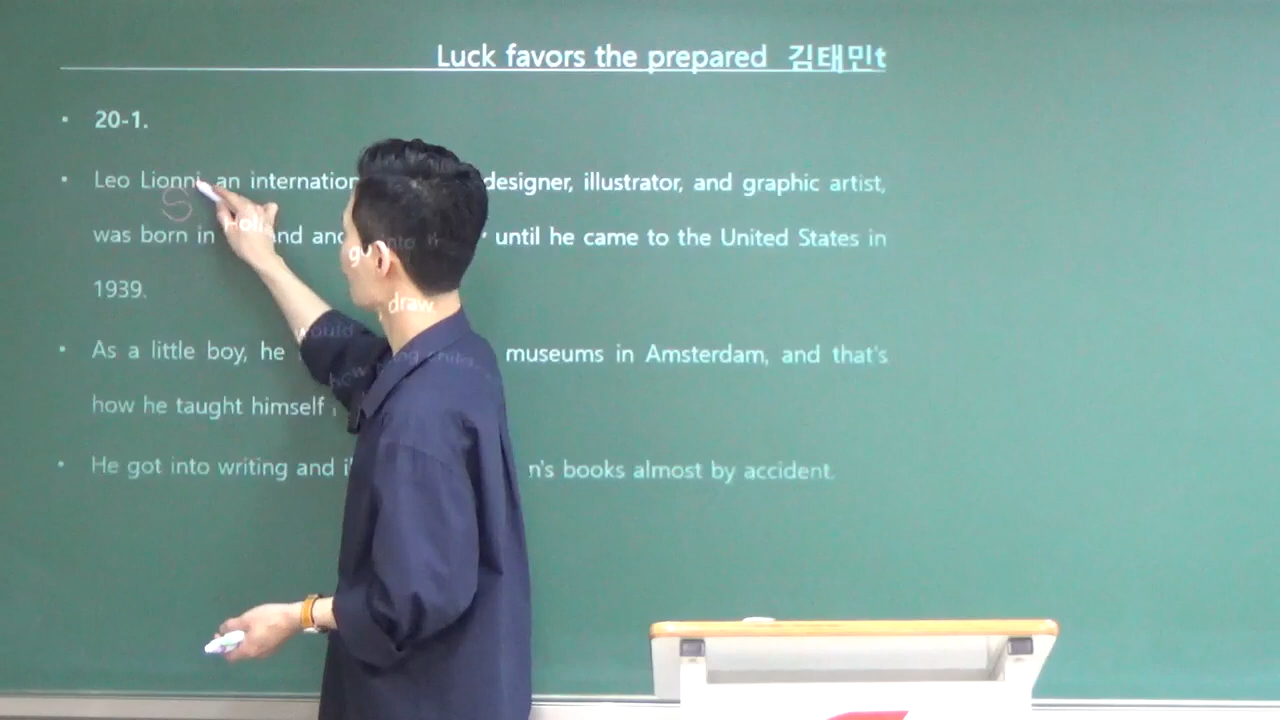 Luck favors the prepared 김태민t
• 20-1.
• Leo Lionni, an internation designer, illustrator, and graphic artist,
was born in Holland and until he came to the United States in
1939.
• As a little boy, he would draw museums in Amsterdam, and that's
how he taught himself how
• He got into writing and n's books almost by accident.
S